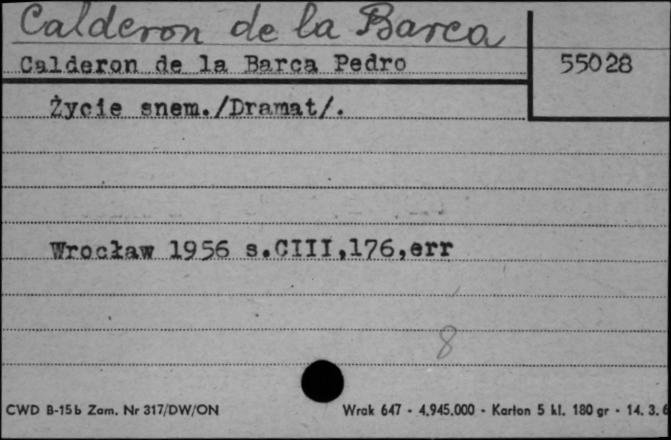 Calderon de la Barca
Calderon de la Barca Pedro
55028
Życie snem./Dramat/.
Wrocław 1956 s.CIII,176,err
8
CWD B-15b Zam. Nr 317/DW/ON
Wrak 647 - 4.945.000 - Karton 5 kl. 180 gr - 14. 3. 6